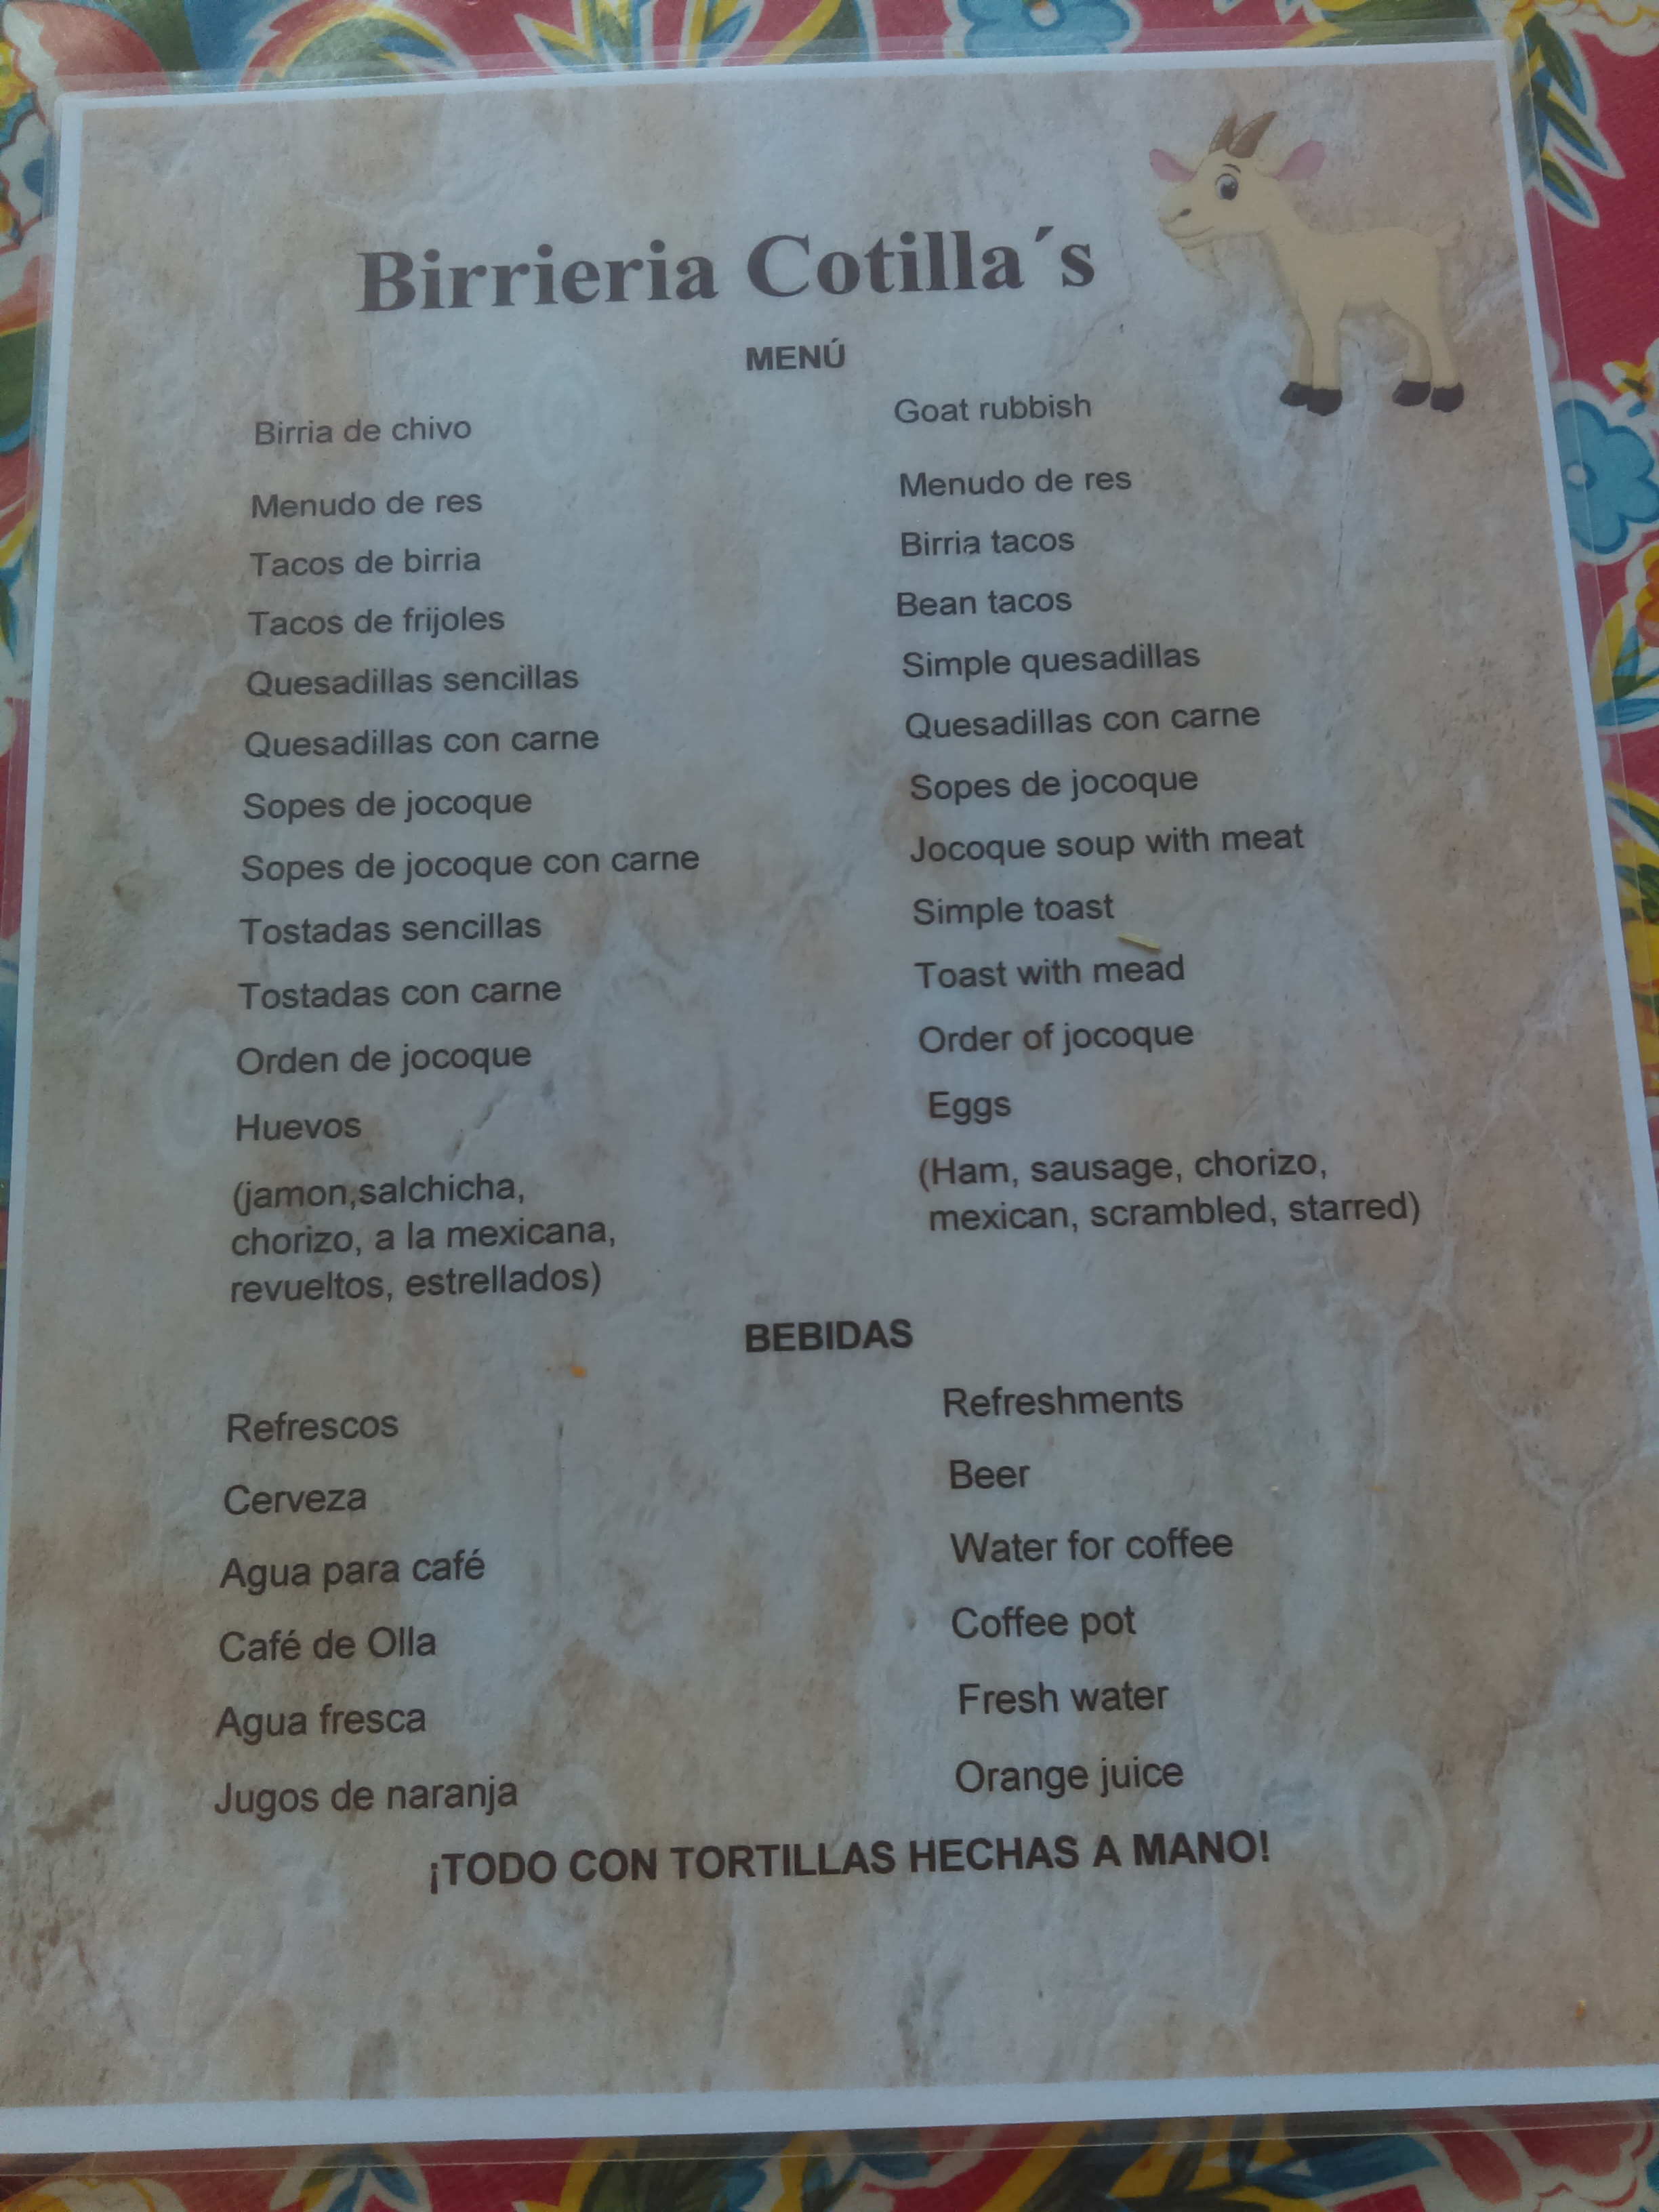 Birrieria Cotilla´s
MENÚ
Birria de chivo
Goat rubbish
Menudo de res
Menudo de res
Tacos de birria
Birria tacos
Tacos de frijoles
Bean tacos
Quesadillas sencillas
Simple quesadillas
Quesadillas con carne
Quesadillas con carne
Sopes de jocoque
Sopes de jocoque
Sopes de jocoque con carne
Jocoque soup with meat
Tostadas sencillas
Simple toast
Tostadas con carne
Toast with mead
Orden de jocoque
Order of jocoque
Huevos
Eggs
(jamon,salchicha,
chorizo, a la mexicana,
revueltos, estrellados)
(Ham, sausage, chorizo,
mexican, scrambled, starred)
BEBIDAS
Refrescos
Refreshments
Cerveza
Beer
Agua para café
Water for coffee
Café de Olla
Coffee pot
Agua fresca
Fresh water
Jugos de naranja
Orange juice
¡TODO CON TORTILLAS HECHAS A MANO!